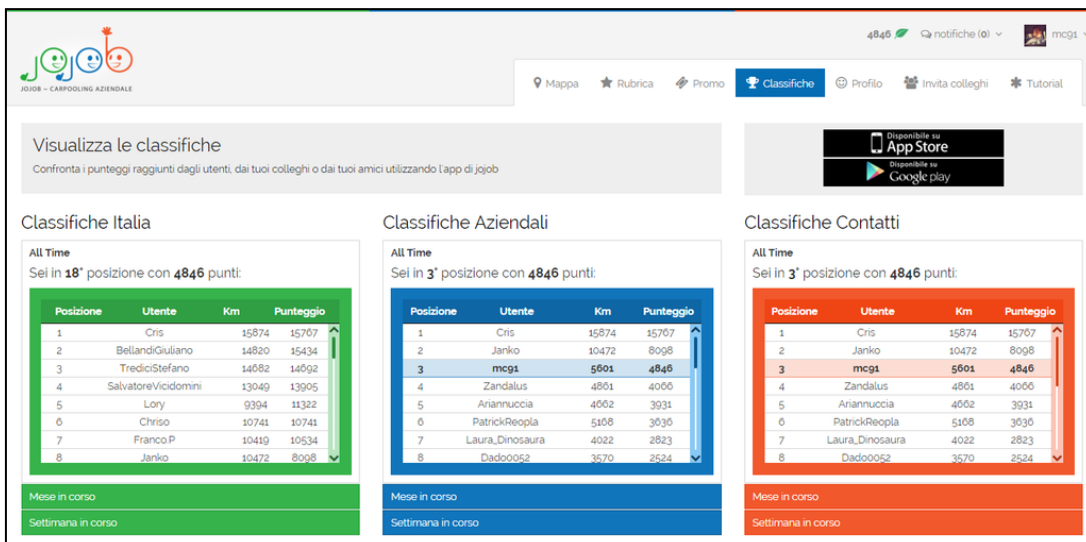 4846 notifiche (0) mc91
jojob
JOJOB – CARPOOLING AZIENDALE
Mappa Rubrica Promo Classifiche Profilo Invita colleghi Tutorial
Visualizza le classifiche
Confronta i punteggi raggiunti dagli utenti, dai tuoi colleghi o dai tuoi amici utilizzando l'app di jojob
Disponibile su
App Store
Disponibile su
Google play
Classifiche Italia
All Time
Sei in 18° posizione con 4846 punti:
Posizione Utente Km Punteggio
1 Cris 15874 15767
2 BellandiGiuliano 14820 15434
3 TrediciStefano 14682 14692
4 SalvatoreVicidomini 13049 13905
5 Lory 9394 11322
6 Chriso 10741 10741
7 Franco.P 10419 10534
8 Janko 10472 8098
Mese in corso
Settimana in corso
Classifiche Aziendali
All Time
Sei in 3° posizione con 4846 punti:
Posizione Utente Km Punteggio
1 Cris 15874 15767
2 Janko 10472 8098
3 mc91 5601 4846
4 Zandalus 4861 4066
5 Ariannuccia 4662 3931
6 PatrickReopla 5168 3636
7 Laura_Dinosaura 4022 2823
8 Dado0052 3570 2524
Mese in corso
Settimana in corso
Classifiche Contatti
All Time
Sei in 3° posizione con 4846 punti:
Posizione Utente Km Punteggio
1 Cris 15874 15767
2 Janko 10472 8098
3 mc91 5601 4846
4 Zandalus 4861 4066
5 Ariannuccia 4662 3931
6 PatrickReopla 5168 3636
7 Laura_Dinosaura 4022 2823
8 Dado0052 3570 2524
Mese in corso
Settimana in corso